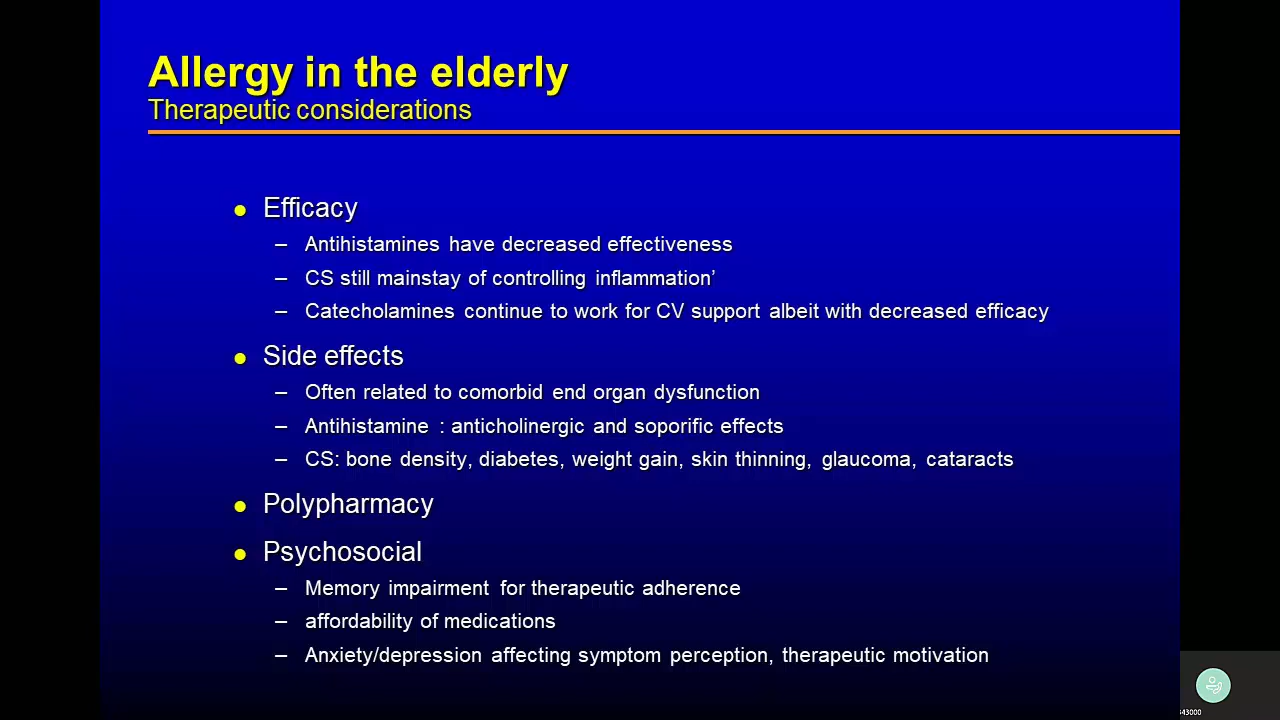 Allergy in the elderly
Therapeutic considerations
● Efficacy
– Antihistamines have decreased effectiveness
– CS still mainstay of controlling inflammation’
– Catecholamines continue to work for CV support albeit with decreased efficacy
● Side effects
– Often related to comorbid end organ dysfunction
– Antihistamine : anticholinergic and soporific effects
– CS: bone density, diabetes, weight gain, skin thinning, glaucoma, cataracts
● Polypharmacy
● Psychosocial
– Memory impairment for therapeutic adherence
– affordability of medications
– Anxiety/depression affecting symptom perception, therapeutic motivation
43000